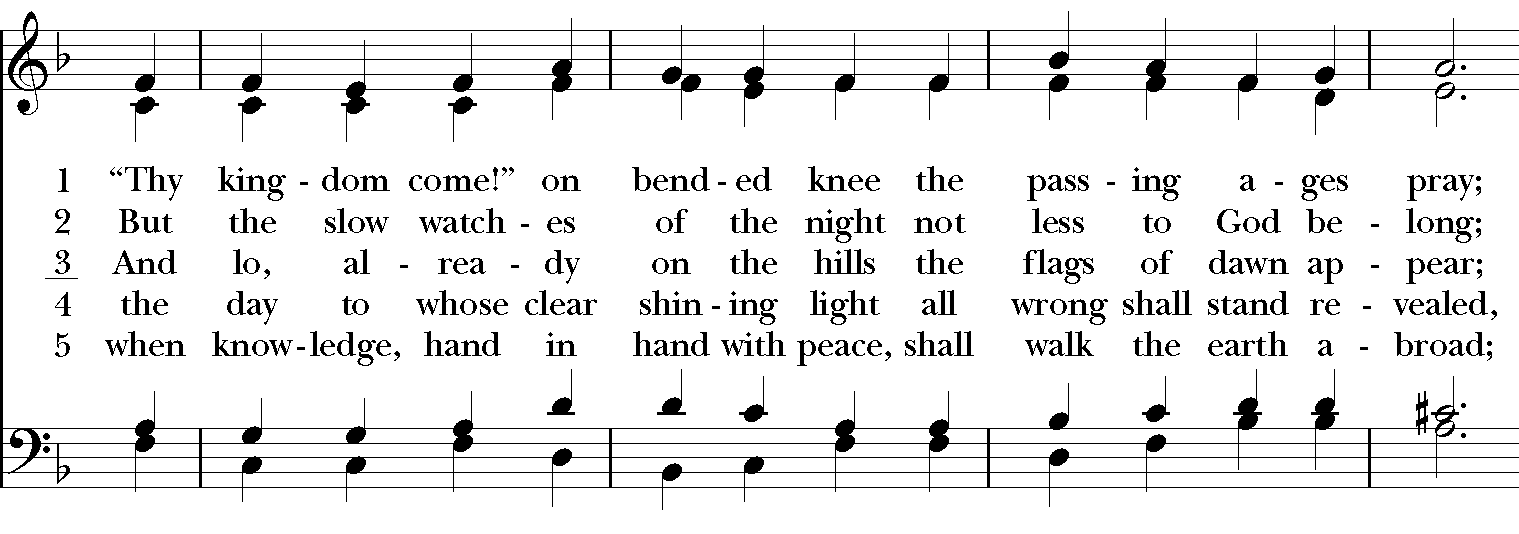 1 “Thy king - dom come!” on bend - ed knee the pass - ing a - ges pray;
2 But the slow watch - es of the night not less to God be - long;
3 And lo, al - rea - dy on the hills the flags of dawn ap - pear;
4 the day to whose clear shin - ing light all wrong shall stand re - vealed,
5 when know - ledge, hand in hand with peace, shall walk the earth a - broad;